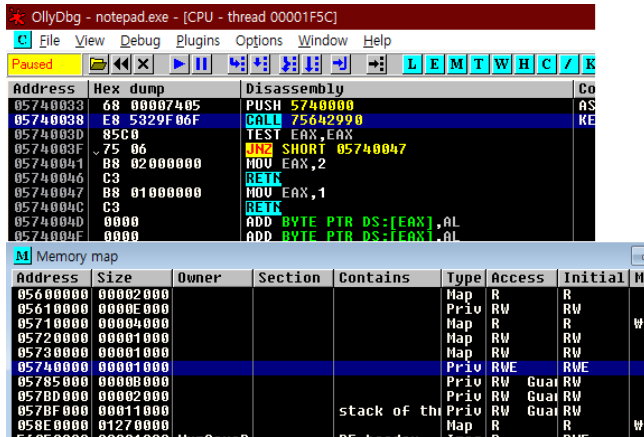 OllyDbg - notepad.exe - [CPU - thread 00001F5C]
C File View Debug Plugins Options Window Help
Paused L E M T W H C / K
Address Hex dump Disassembly Co
05740033 68 00007405 PUSH 5740000 AS
05740038 E8 5329F06F CALL 75642990 KE
0574003D 85C0 TEST EAX,EAX
0574003F 75 06 JNZ SHORT 05740047
05740041 B8 02000000 MOV EAX,2
05740046 C3 RETN
05740047 B8 01000000 MOV EAX,1
0574004C C3 RETN
0574004D 0000 ADD BYTE PTR DS:[EAX],AL
0574004F 0000 ADD BYTE PTR DS:[EAX],AL
M Memory map
Address Size Owner Section Contains Type Access Initial M
05600000 00002000 Map R R
05610000 0000E000 Priv RW RW
05710000 00004000 Map R R ₩
05720000 00001000 Map RW RW
05730000 00001000 Map RW RW
05740000 00001000 Priv RWE RWE
05785000 0000B000 Priv RW Guar RW
057BD000 00002000 Priv RW Guar RW
057BF000 00011000 stack of thr Priv RW Guar RW
058E0000 01270000 Map R R ₩